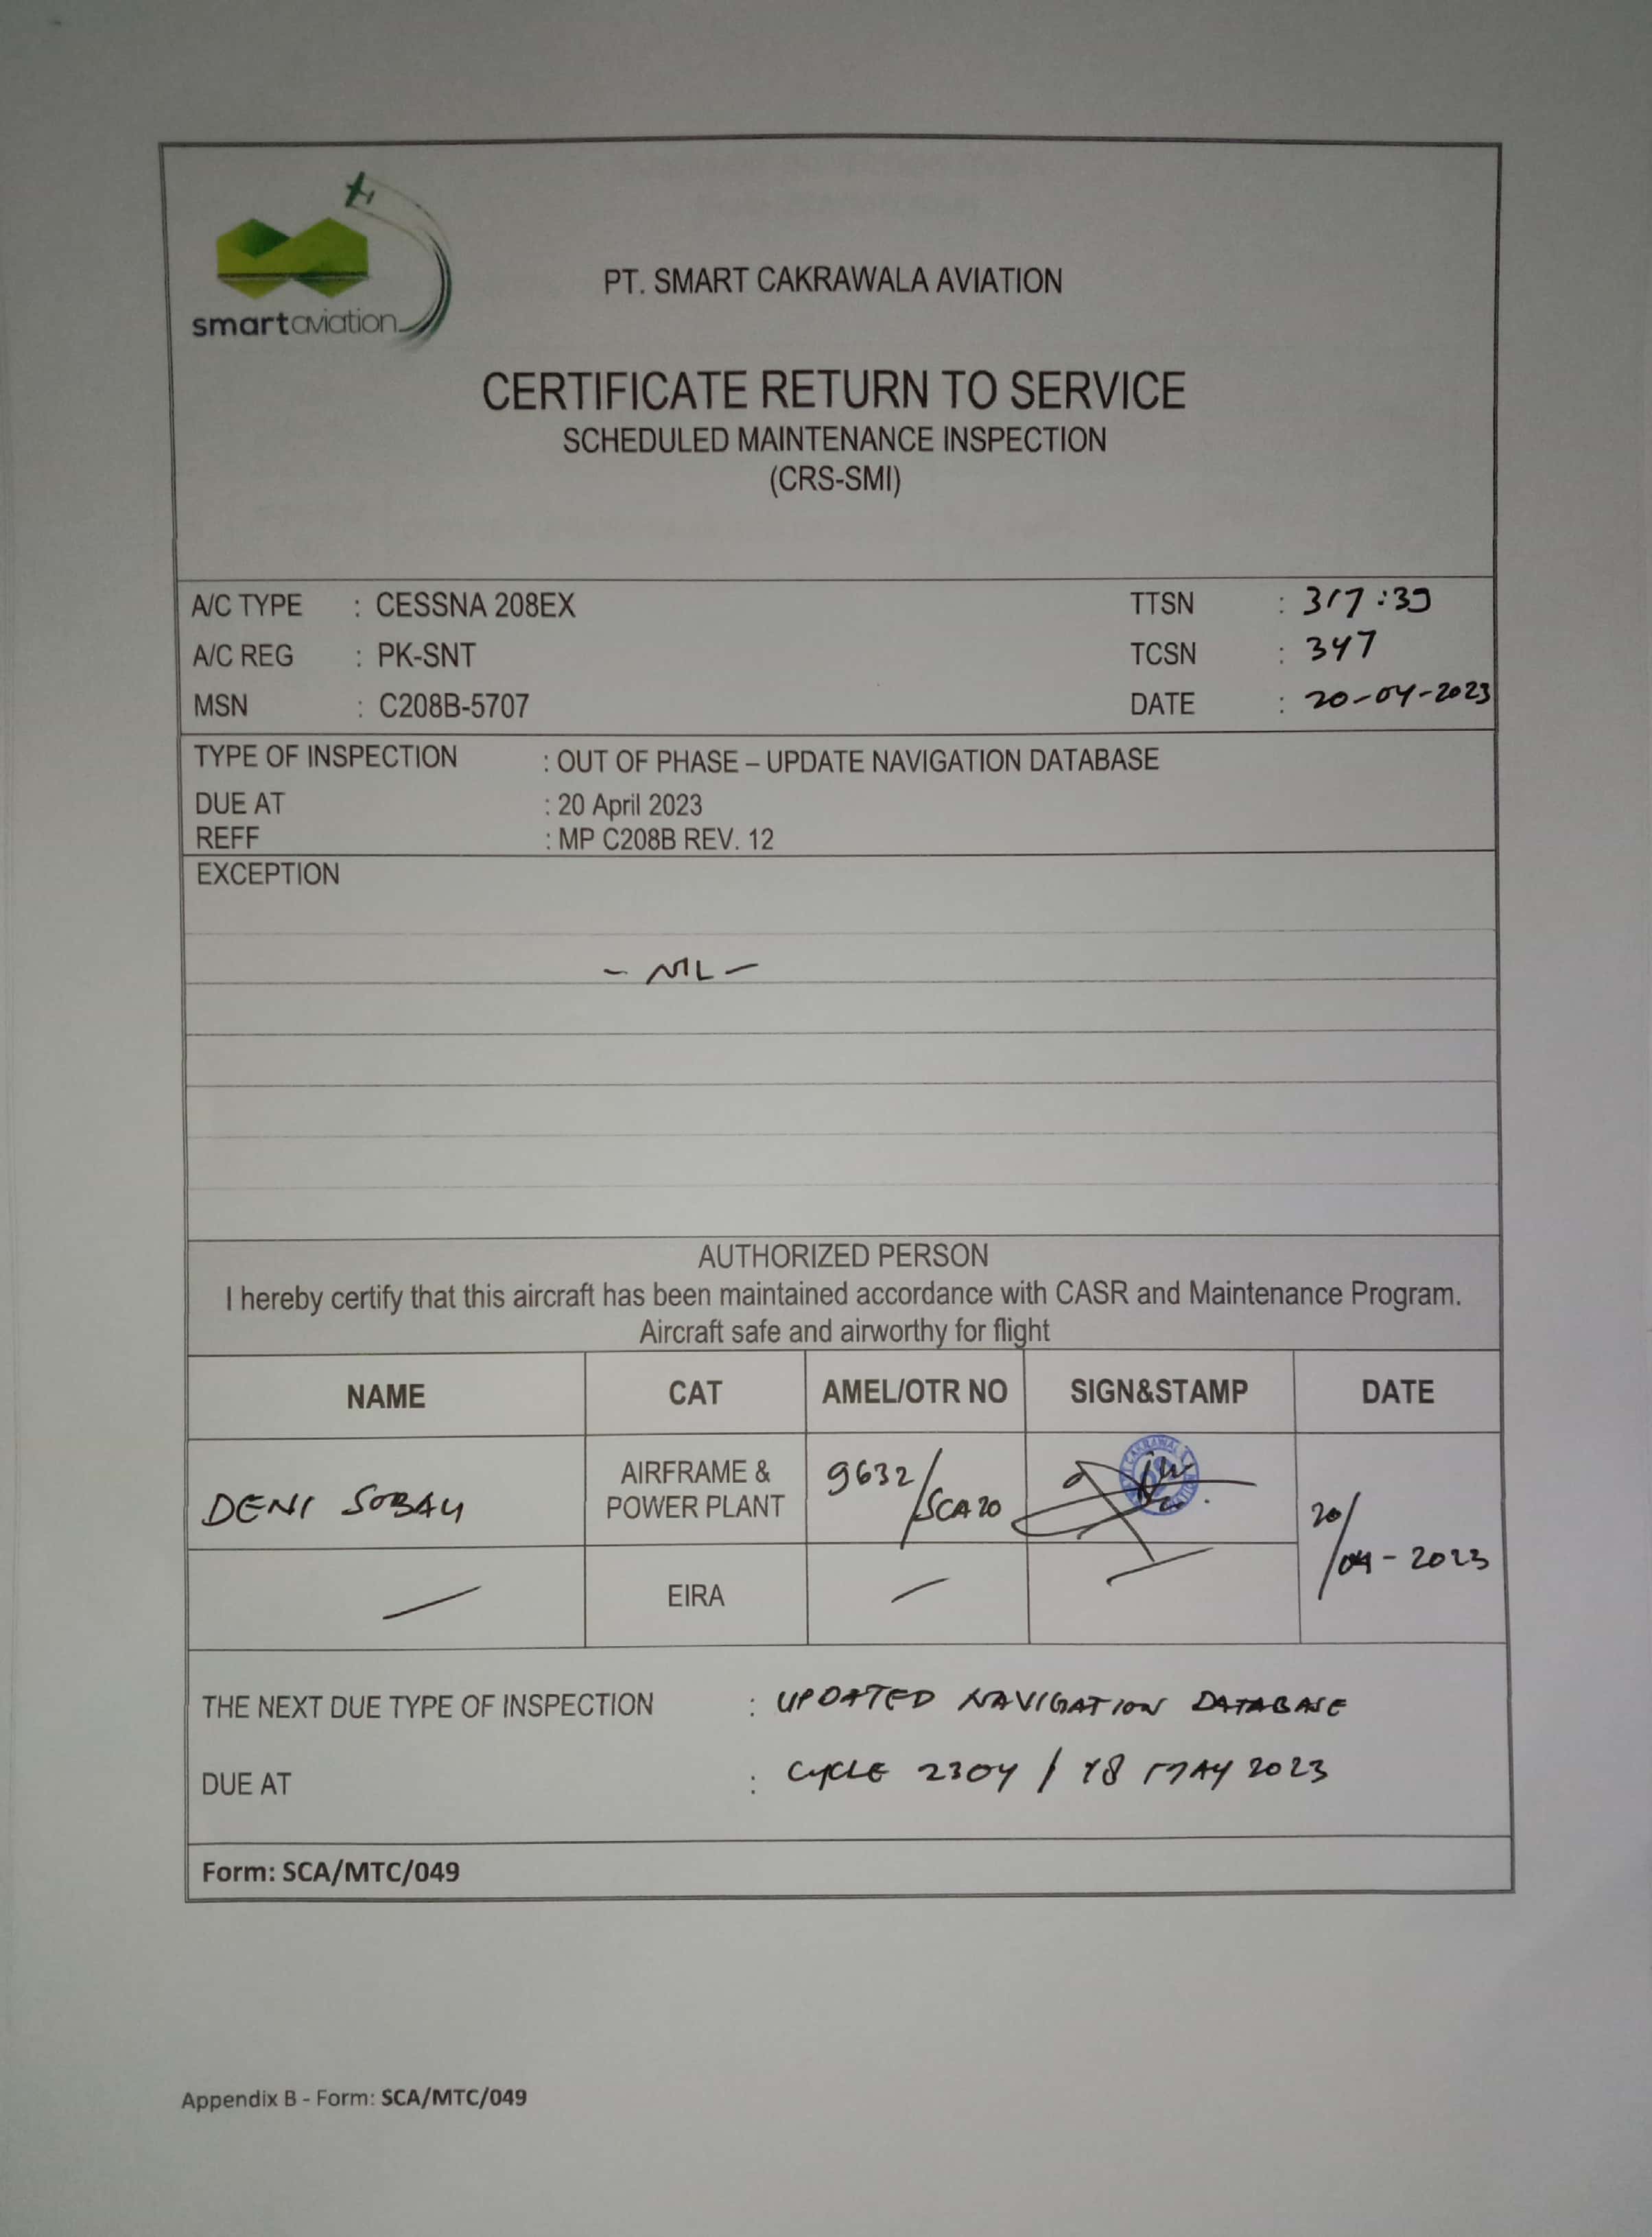 smartaviation
PT. SMART CAKRAWALA AVIATION
CERTIFICATE RETURN TO SERVICE
SCHEDULED MAINTENANCE INSPECTION
(CRS-SMI)
A/C TYPE : CESSNA 208EX TTSN : 317:39
A/C REG : PK-SNT TCSN : 347
MSN : C208B-5707 DATE : 20-04-2023
TYPE OF INSPECTION : OUT OF PHASE – UPDATE NAVIGATION DATABASE
DUE AT : 20 April 2023
REFF : MP C208B REV. 12
EXCEPTION
- NIL -
AUTHORIZED PERSON
I hereby certify that this aircraft has been maintained accordance with CASR and Maintenance Program.
Aircraft safe and airworthy for flight
NAME CAT AMEL/OTR NO SIGN&STAMP DATE
DENI SOBAU AIRFRAME & POWER PLANT 9632/SCA20 20/04-2023
— EIRA — —
THE NEXT DUE TYPE OF INSPECTION : UPDATED NAVIGATION DATABASE
DUE AT : CYCLE 2304 / 18 MAY 2023
Form: SCA/MTC/049
Appendix B - Form: SCA/MTC/049